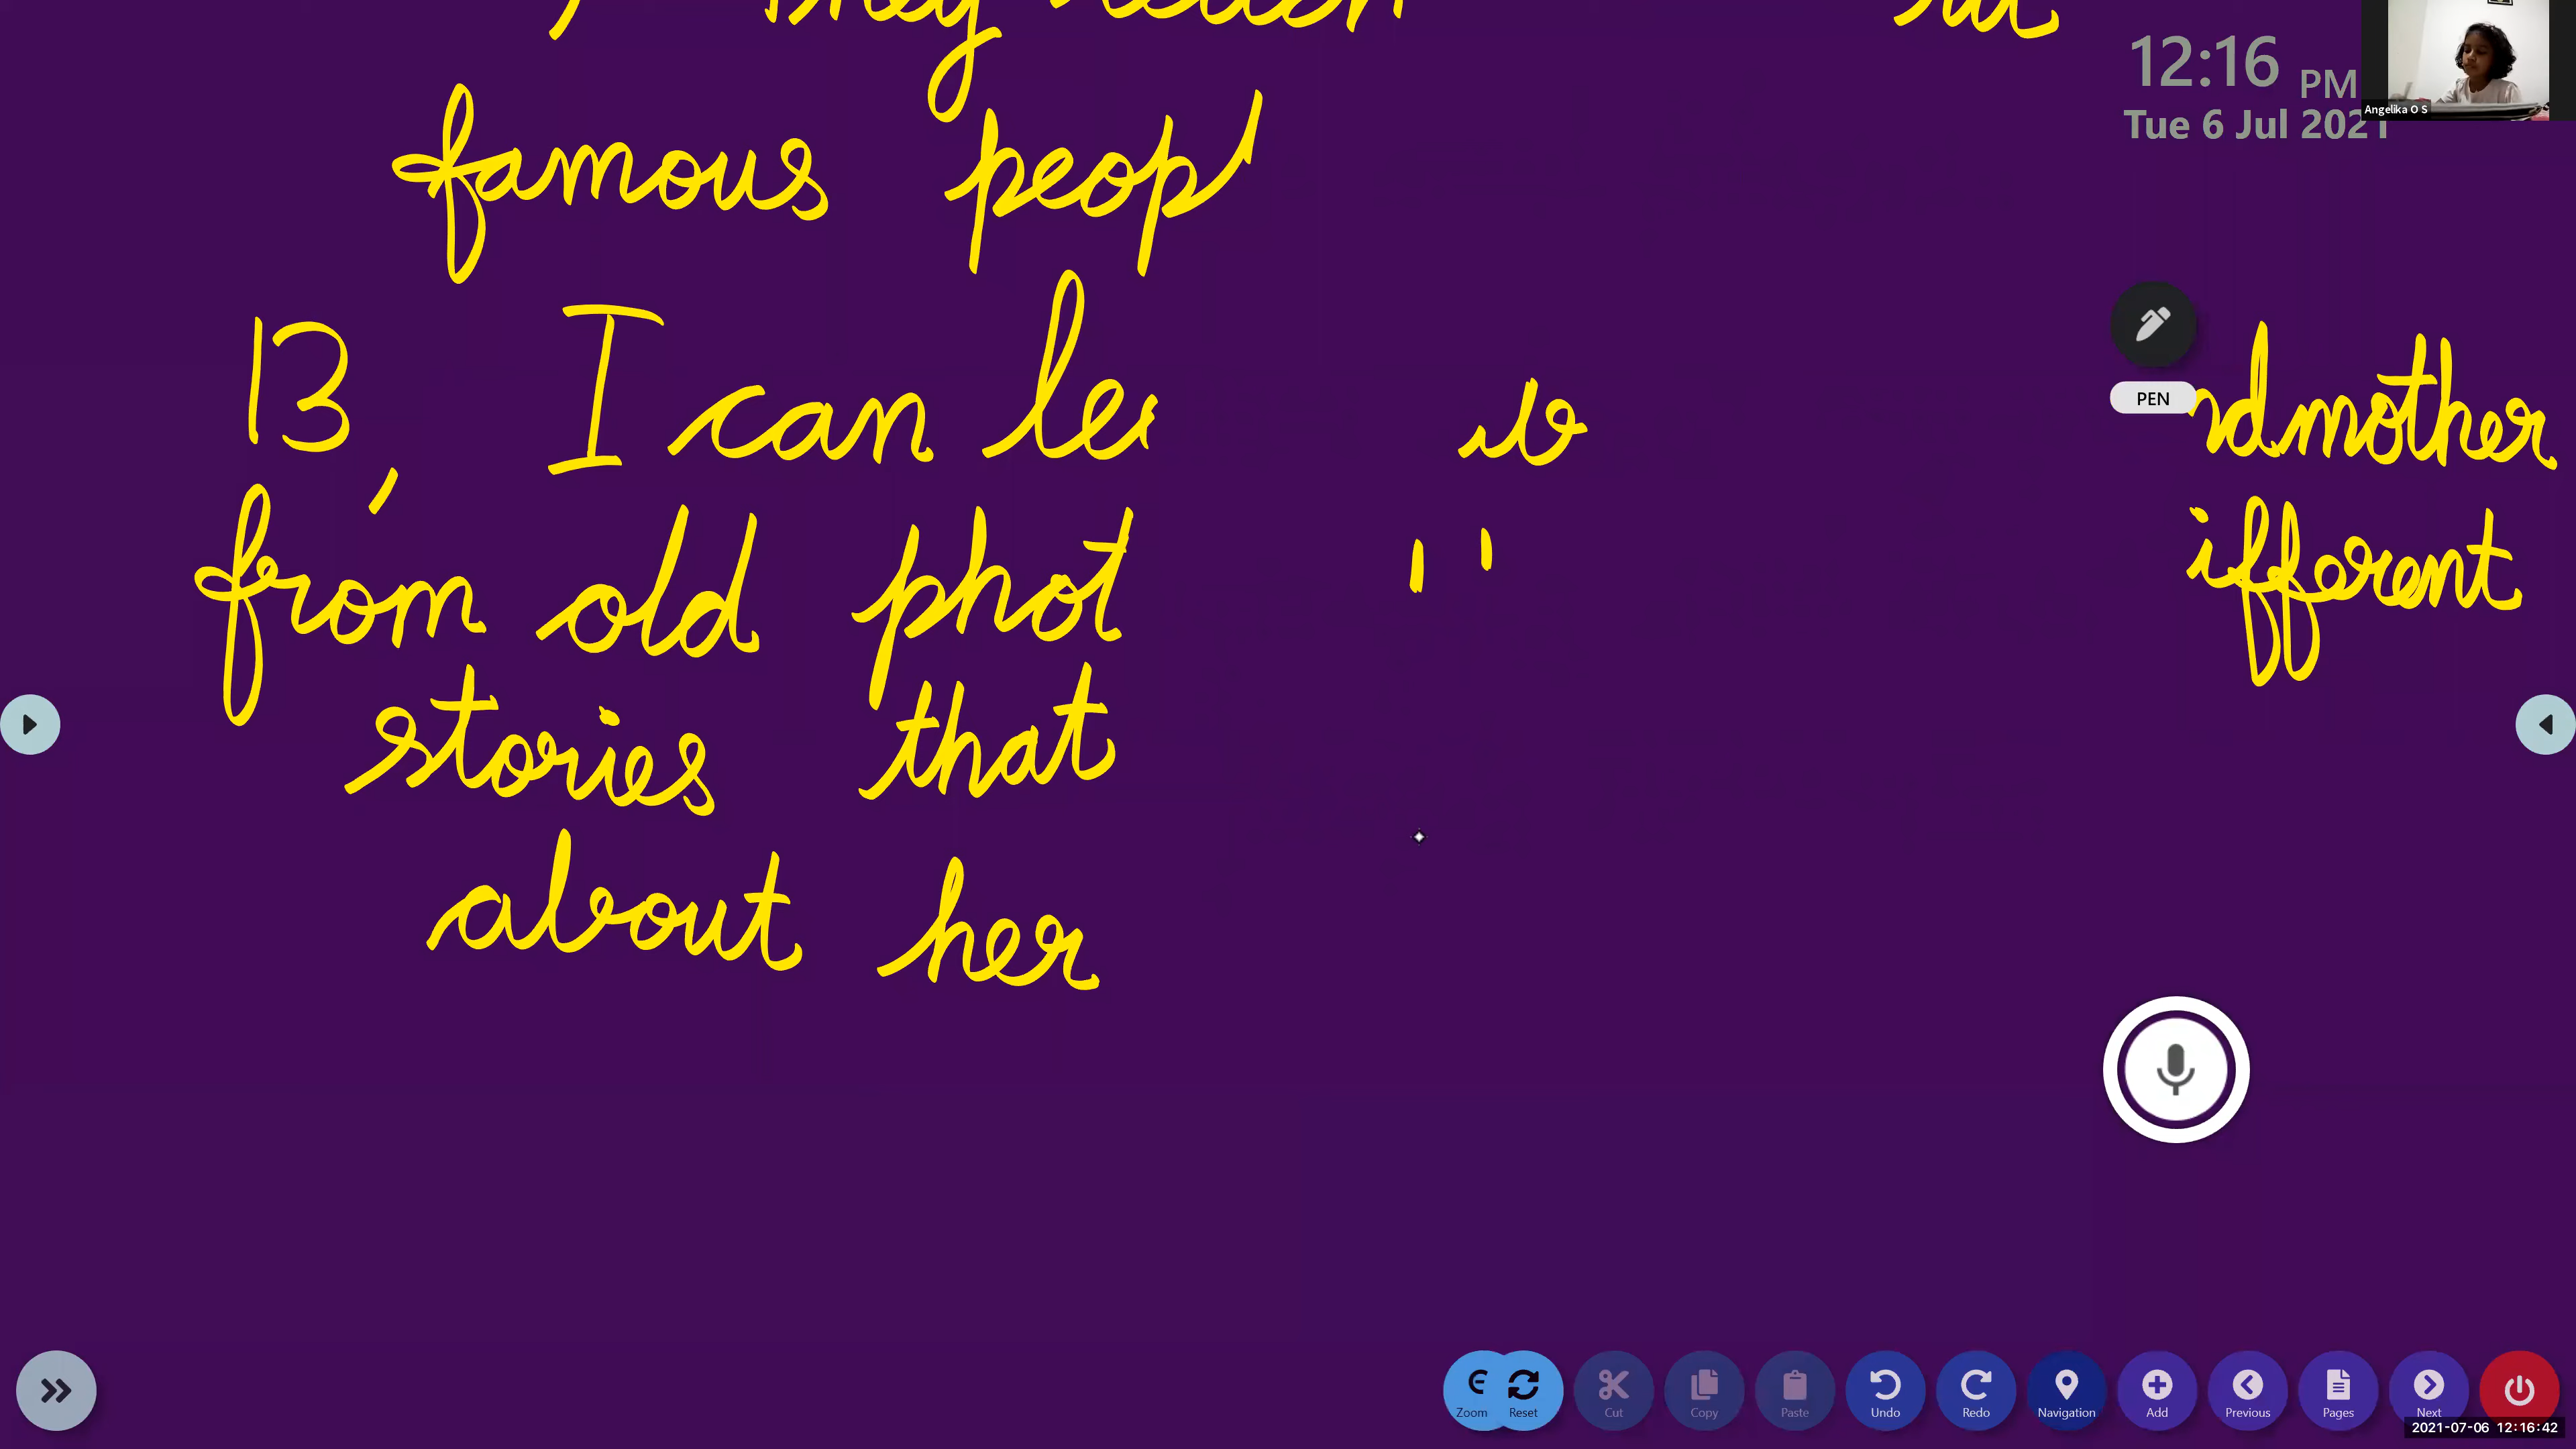 famous peopl
12:16 PM
Tue 6 Jul 2021
Angelika O S
13, I can le ndmother
PEN
from old phot ifferent
stories that
about her
Zoom Reset Cut Copy Paste Undo Redo Navigation Add Previous Pages Next
2021-07-06 12:16:42